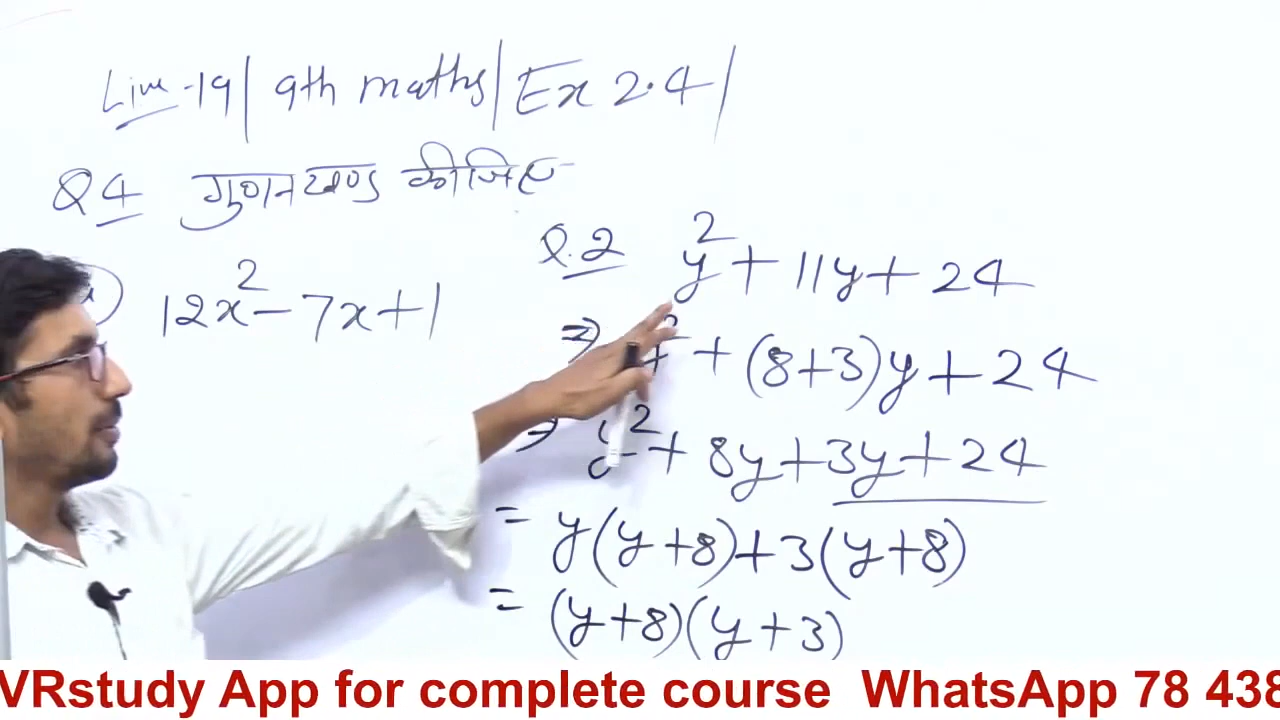 Live-19| 9th maths| Ex 2.4|
Q4 गुणनखण्ड कीजिए
12x² - 7x + 1
Q.2 y² + 11y + 24
⇒ + (8+3)y + 24
⇒ y² + 8y + 3y + 24
= y(y+8) + 3(y+8)
= (y+8)(y+3)
VRstudy App for complete course WhatsApp 78 438